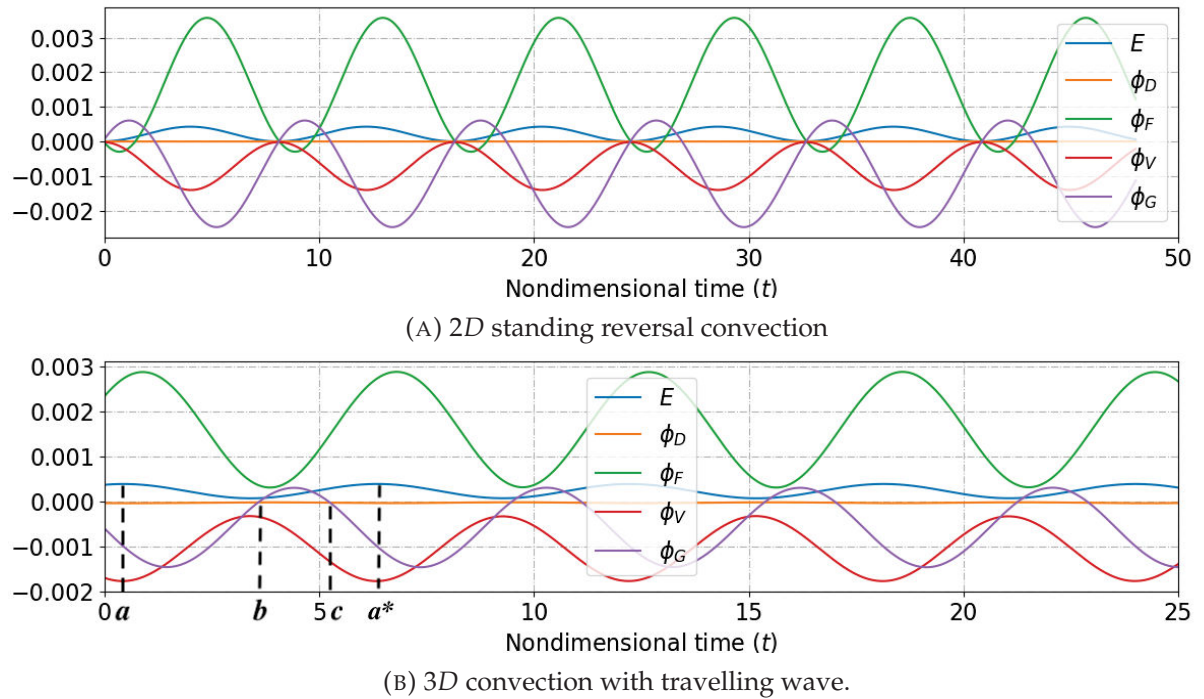 0.003
0.002
0.001
0.000
−0.001
−0.002
E
ϕD
ϕF
ϕV
ϕG
0 10 20 30 40 50
Nondimensional time (t)
(A) 2D standing reversal convection
0.003
0.002
0.001
0.000
−0.001
−0.002
E
ϕD
ϕF
ϕV
ϕG
0 a b 5 c a* 10 15 20 25
Nondimensional time (t)
(B) 3D convection with travelling wave.